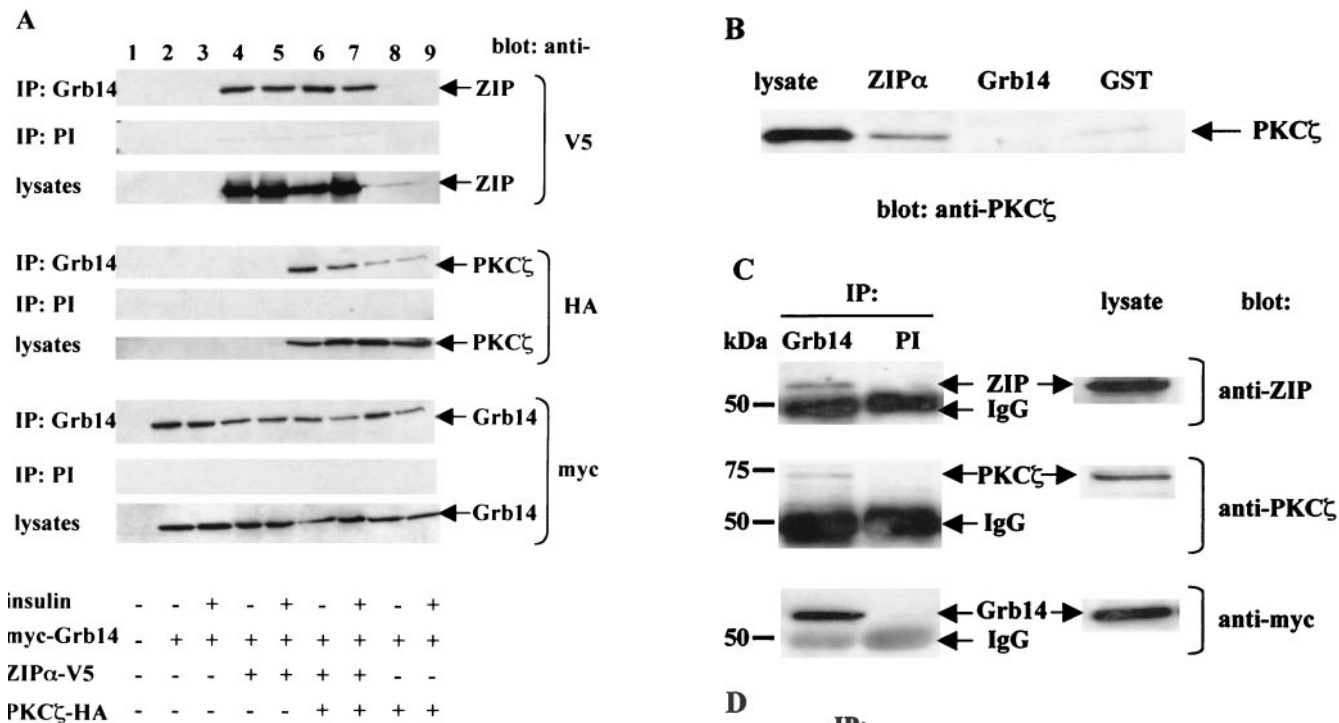 A
1 2 3 4 5 6 7 8 9 blot: anti-
IP: Grb14 ZIP
IP: PI V5
lysates ZIP
IP: Grb14 PKCζ
IP: PI HA
lysates PKCζ
IP: Grb14 Grb14
IP: PI myc
lysates Grb14
insulin - - + - + - + - +
myc-Grb14 - + + + + + + + +
ZIPα-V5 - - - + + + + - -
PKCζ-HA - - - - - + + + +
B
lysate ZIPα Grb14 GST
PKCζ
blot: anti-PKCζ
C
IP: lysate blot:
kDa Grb14 PI
ZIP anti-ZIP
50 IgG
75 PKCζ
anti-PKCζ
50 IgG
Grb14 anti-myc
50 IgG
D
IP: